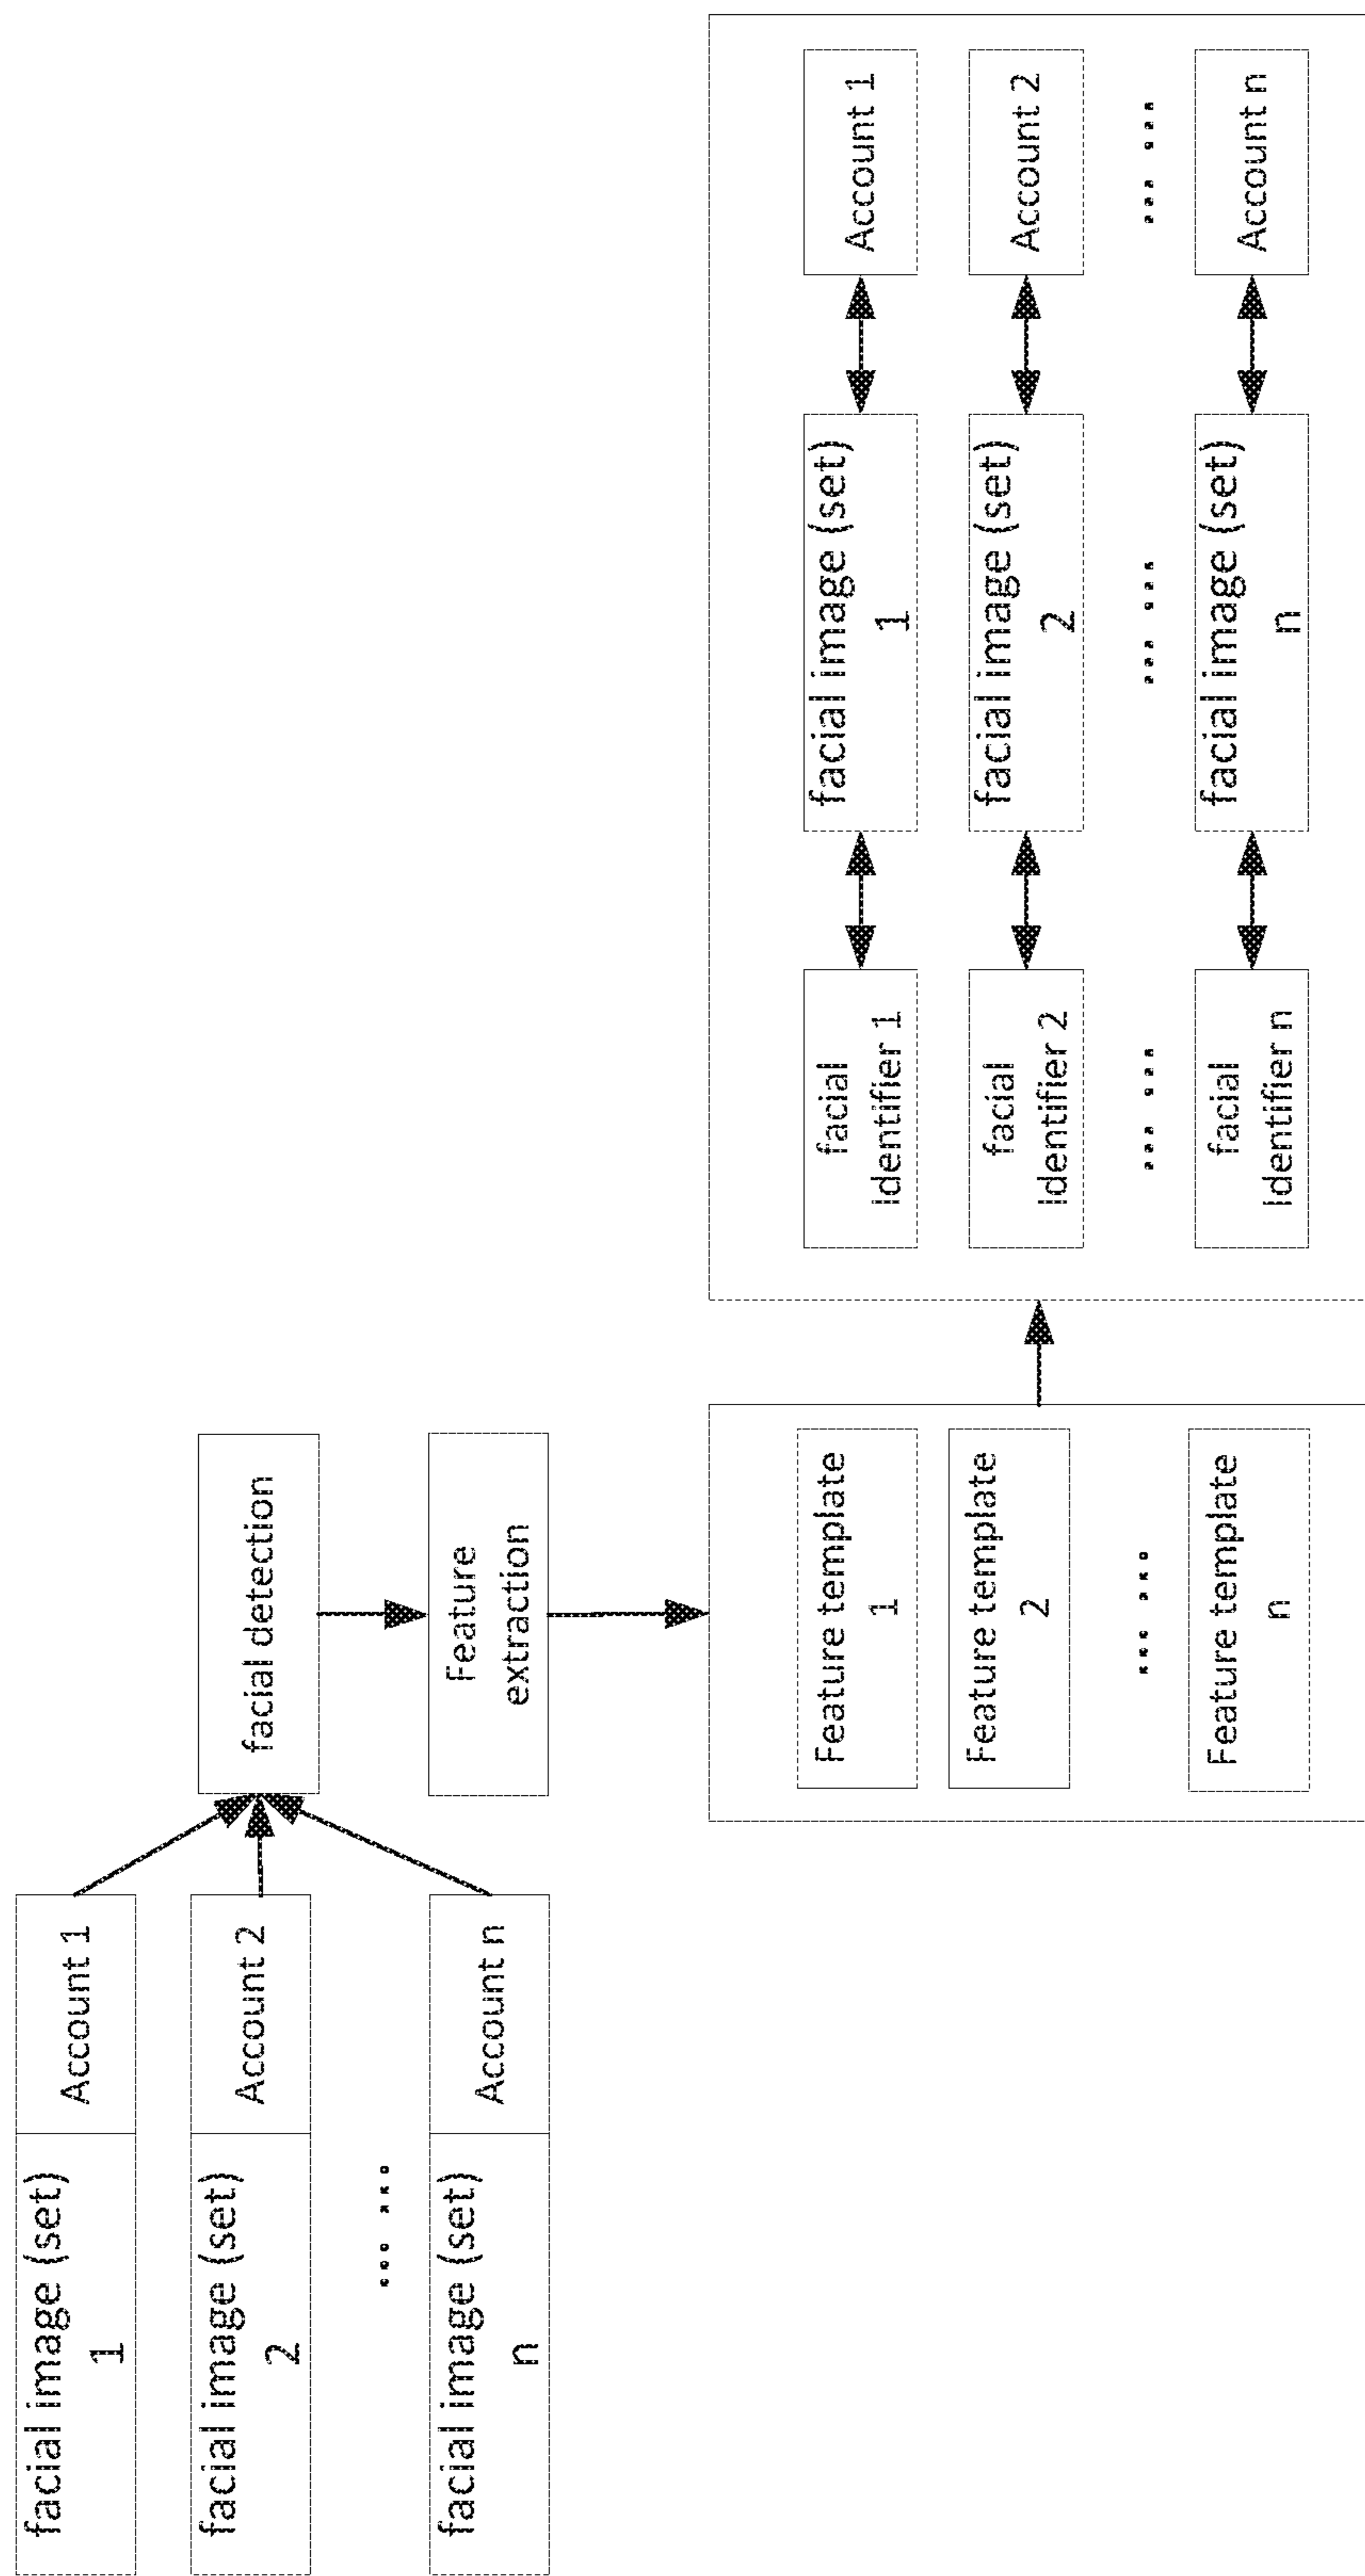 facial image (set)
1
Account 1
facial image (set)
2
Account 2
... ...
facial image (set)
n
Account n
facial detection
Feature
extraction
Feature template
1
Feature template
2
... ...
Feature template
n
facial
identifier 1
facial image (set)
1
Account 1
facial
identifier 2
facial image (set)
2
Account 2
... ...
... ...
... ...
facial
identifier n
facial image (set)
n
Account n